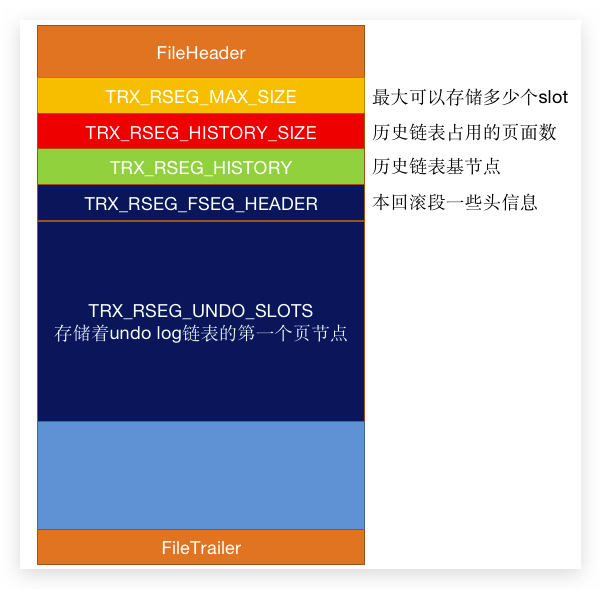 FileHeader
TRX_RSEG_MAX_SIZE 最大可以存储多少个slot
TRX_RSEG_HISTORY_SIZE 历史链表占用的页面数
TRX_RSEG_HISTORY 历史链表基节点
TRX_RSEG_FSEG_HEADER 本回滚段一些头信息
TRX_RSEG_UNDO_SLOTS
存储着undo log链表的第一个页节点
FileTrailer